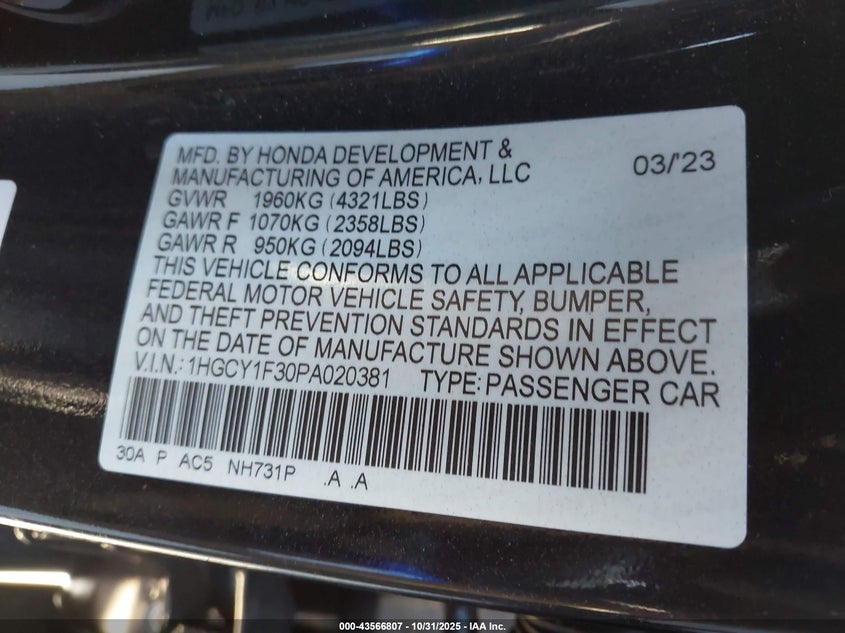 MFD. BY HONDA DEVELOPMENT &
MANUFACTURING OF AMERICA, LLC 03/'23
GVWR 1960KG (4321LBS)
GAWR F 1070KG (2358LBS)
GAWR R 950KG (2094LBS)
THIS VEHICLE CONFORMS TO ALL APPLICABLE
FEDERAL MOTOR VEHICLE SAFETY, BUMPER,
AND THEFT PREVENTION STANDARDS IN EFFECT
ON THE DATE OF MANUFACTURE SHOWN ABOVE.
V.I.N.: 1HGCY1F30PA020381 TYPE: PASSENGER CAR
30A P AC5 NH731P .A .A
000-43566807 - 10/31/2025 - IAA Inc.